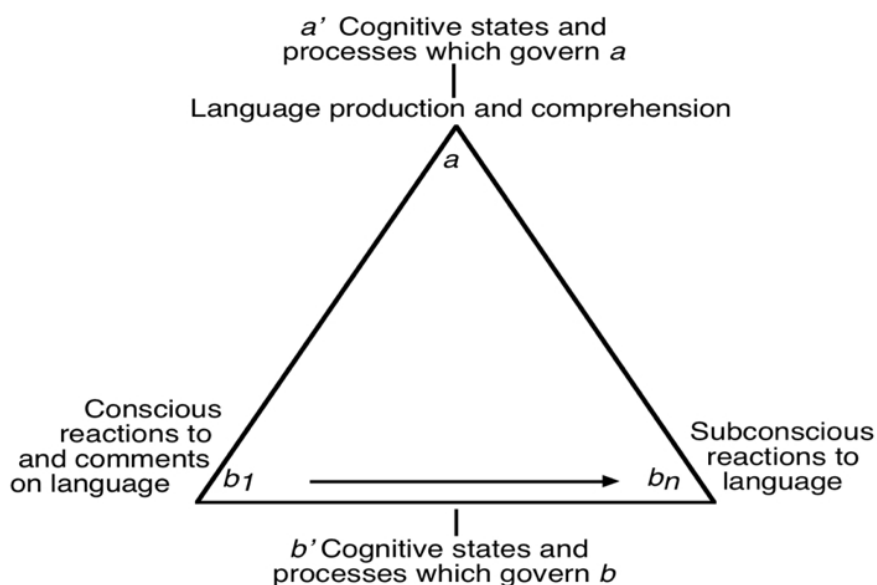 a' Cognitive states and
processes which govern a
Language production and comprehension
a
Conscious
reactions to
and comments
on language
b1
bn
Subconscious
reactions to
language
b' Cognitive states and
processes which govern b